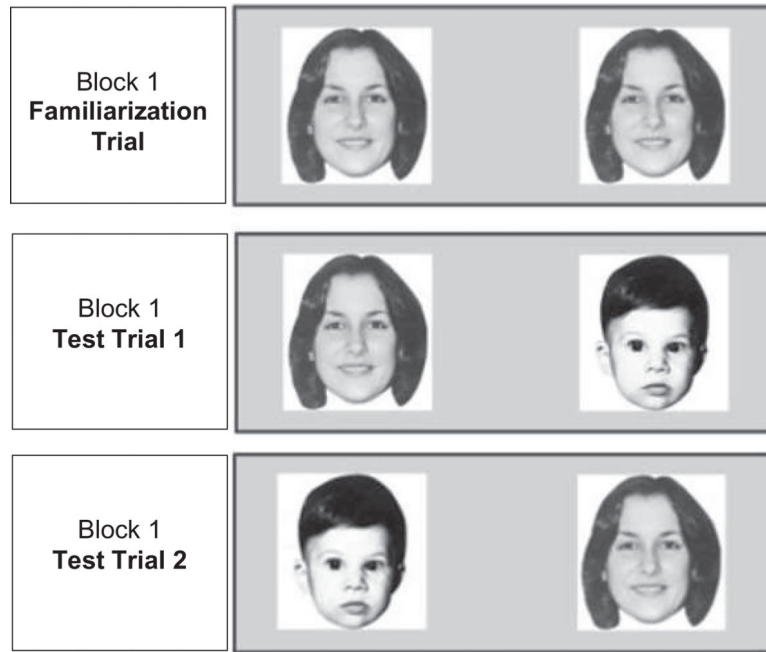 Block 1
Familiarization
Trial
Block 1
Test Trial 1
Block 1
Test Trial 2